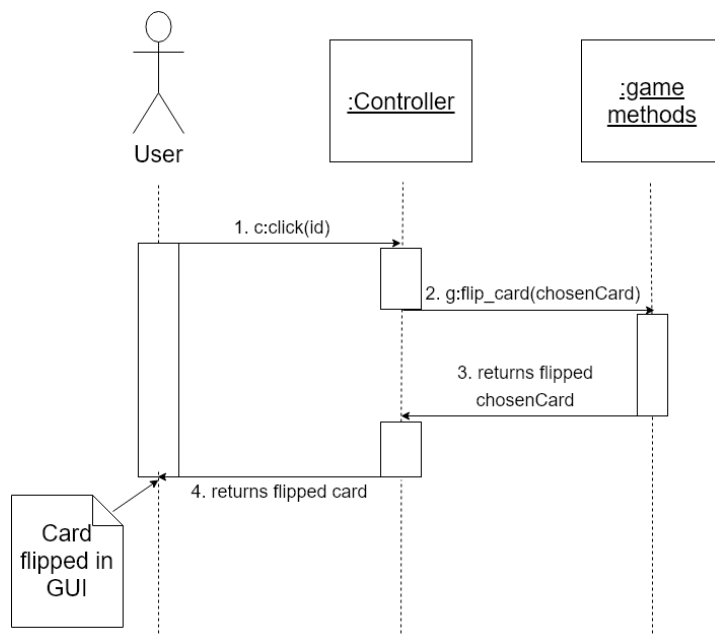 User
:Controller
:game
methods
1. c:click(id)
2. g:flip_card(chosenCard)
3. returns flipped
chosenCard
4. returns flipped card
Card
flipped in
GUI